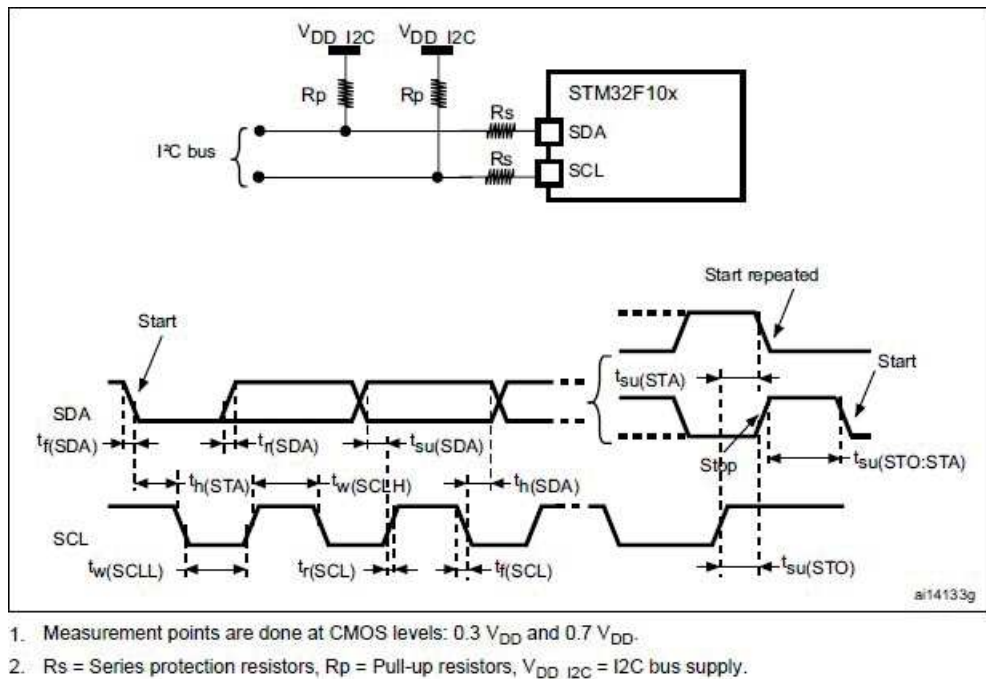 VDD_I2C VDD_I2C
Rp Rp
STM32F10x
Rs
SDA
I²C bus
Rs
SCL
Start repeated
Start
Start
tsu(STA)
SDA
tf(SDA) tr(SDA) tsu(SDA)
Stop
tsu(STO:STA)
th(STA) tw(SCLH) th(SDA)
SCL
tw(SCLL) tr(SCL) tf(SCL) tsu(STO)
ai14133g
1. Measurement points are done at CMOS levels: 0.3 VDD and 0.7 VDD.
2. Rs = Series protection resistors, Rp = Pull-up resistors, VDD_I2C = I2C bus supply.